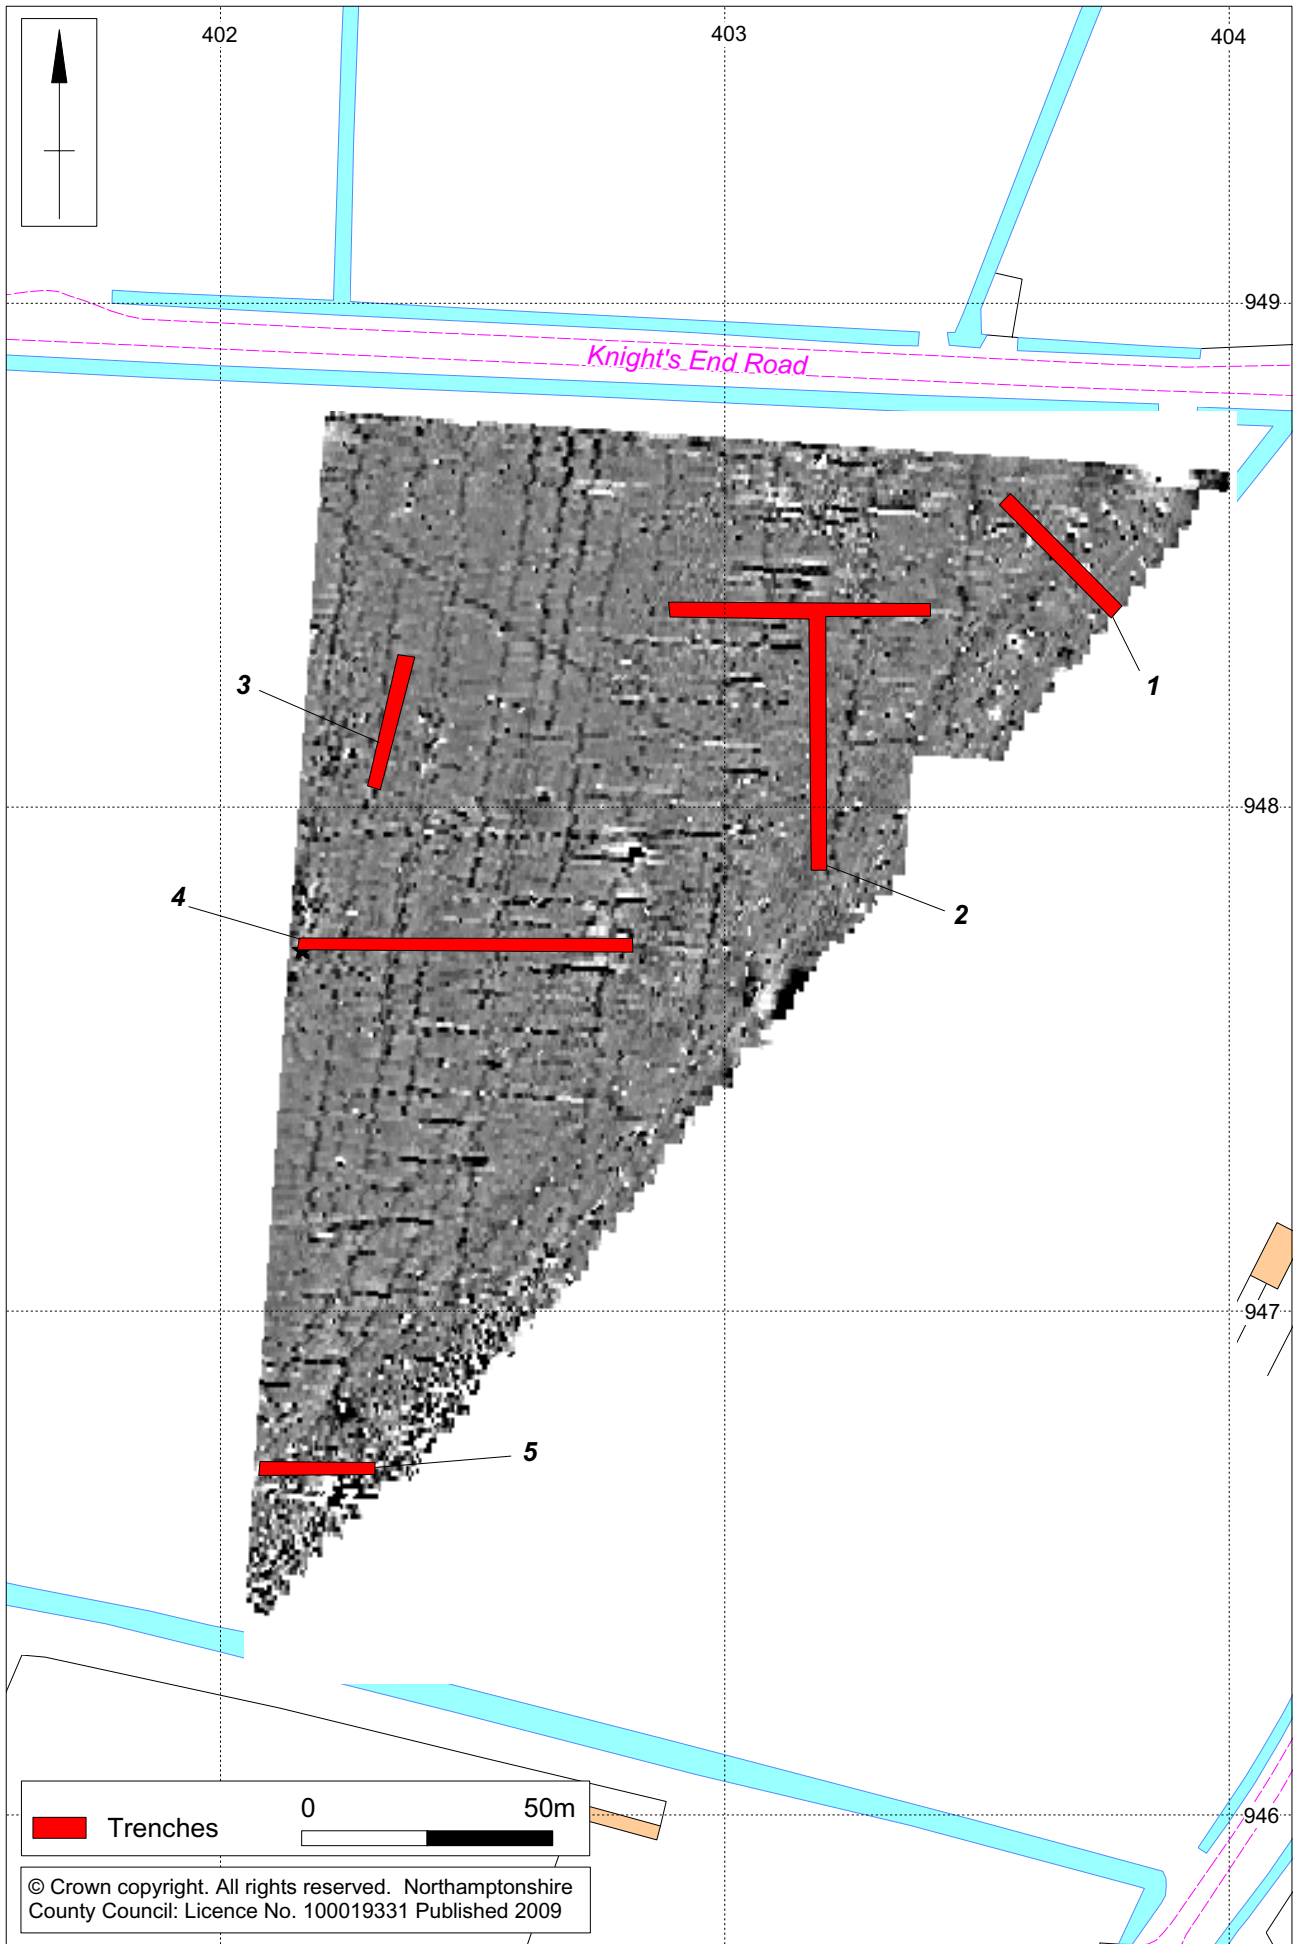 402
403
404
949
Knight's End Road
1
3
948
4
2
947
5
0 50m
Trenches
946
© Crown copyright. All rights reserved. Northamptonshire
County Council: Licence No. 100019331 Published 2009